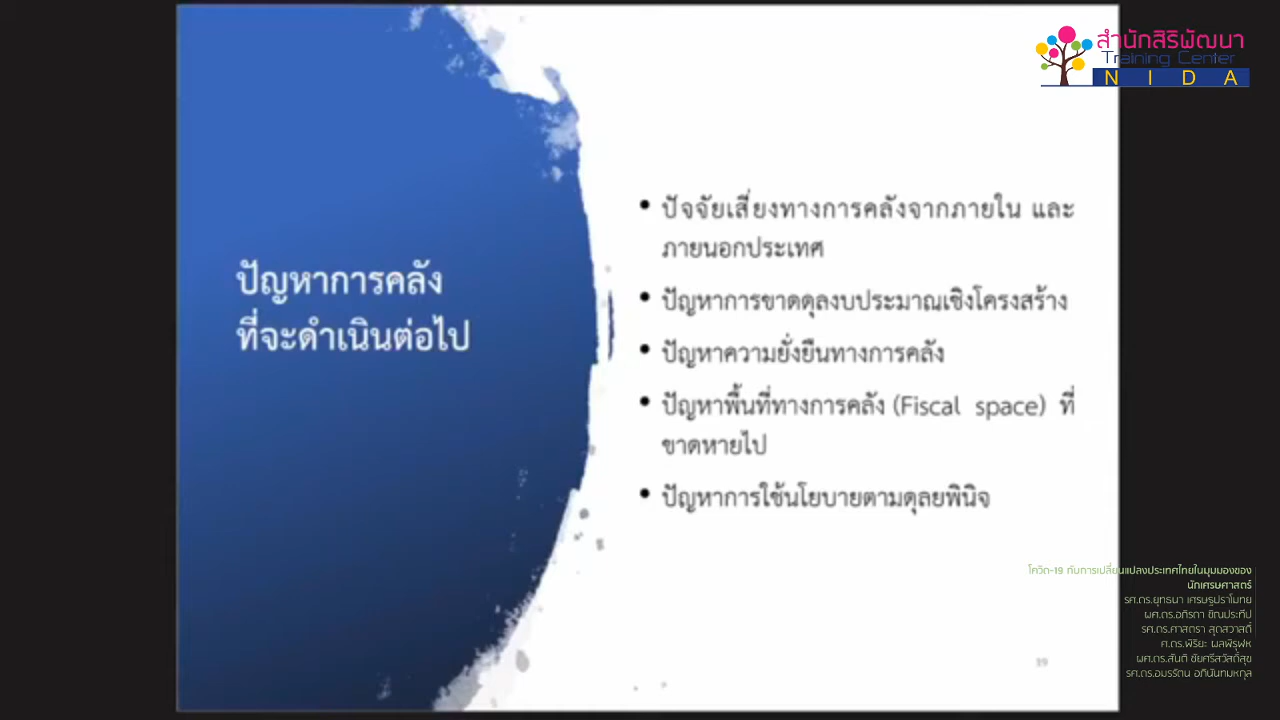 สำนักสิริพัฒนา
Training Center
N I D A
ปัญหาการคลัง
ที่จะดำเนินต่อไป
• ปัจจัยเสี่ยงทางการคลังจากภายใน และ
ภายนอกประเทศ
• ปัญหาการขาดดุลงบประมาณเชิงโครงสร้าง
• ปัญหาความยั่งยืนทางการคลัง
• ปัญหาพื้นที่ทางการคลัง (Fiscal space) ที่
ขาดหายไป
• ปัญหาการใช้นโยบายตามดุลยพินิจ
โควิด-19 กับการเปลี่ยนแปลงประเทศไทยในมุมมองของ
นักเศรษฐศาสตร์
รศ.ดร.ยุทธนา เศรษฐปราโมทย์
ผศ.ดร.อภิรดา ชิณประทีป
รศ.ดร.ศาสตรา สุดสวาสดิ์
ศ.ดร.พิริยะ ผลพิรุฬห์
ผศ.ดร.สันติ ชัยศรีสวัสดิ์สุข
รศ.ดร.อมรรัตน์ อภินันท์มหกุล
19